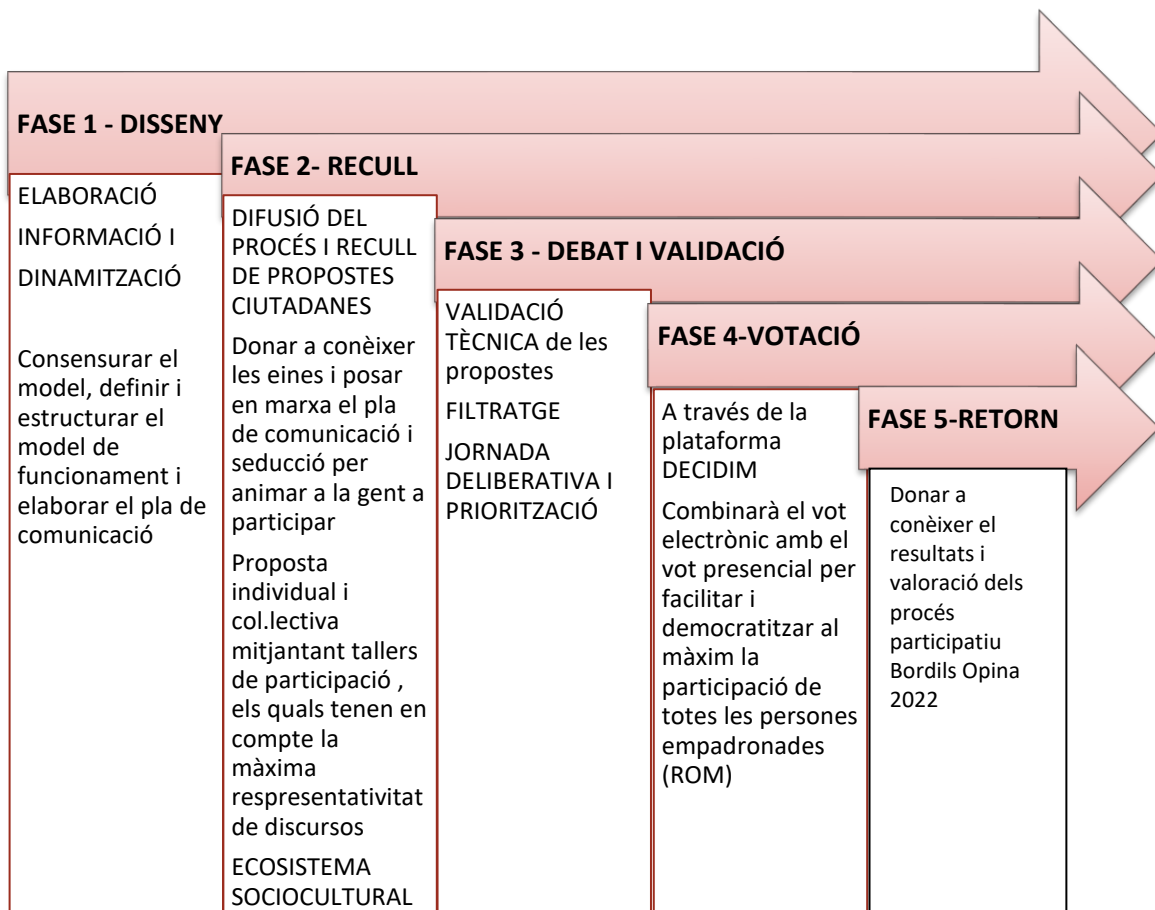 FASE 1 - DISSENY
ELABORACIÓ
INFORMACIÓ I
DINAMITZACIÓ
Consensurar el
model, definir i
estructurar el
model de
funcionament i
elaborar el pla de
comunicació
FASE 2- RECULL
DIFUSIÓ DEL
PROCÉS I RECULL
DE PROPOSTES
CIUTADANES
Donar a conèixer
les eines i posar
en marxa el pla
de comunicació i
seducció per
animar a la gent a
participar
Proposta
individual i
col.lectiva
mitjantant tallers
de participació ,
els quals tenen en
compte la
màxima
respresentativitat
de discursos
ECOSISTEMA
SOCIOCULTURAL
FASE 3 - DEBAT I VALIDACIÓ
VALIDACIÓ
TÈCNICA de les
propostes
FILTRATGE
JORNADA
DELIBERATIVA I
PRIORITZACIÓ
FASE 4-VOTACIÓ
A través de la
plataforma
DECIDIM
Combinarà el vot
electrònic amb el
vot presencial per
facilitar i
democratitzar al
màxim la
participació de
totes les persones
empadronades
(ROM)
FASE 5-RETORN
Donar a
conèixer el
resultats i
valoració dels
procés
participatiu
Bordils Opina
2022